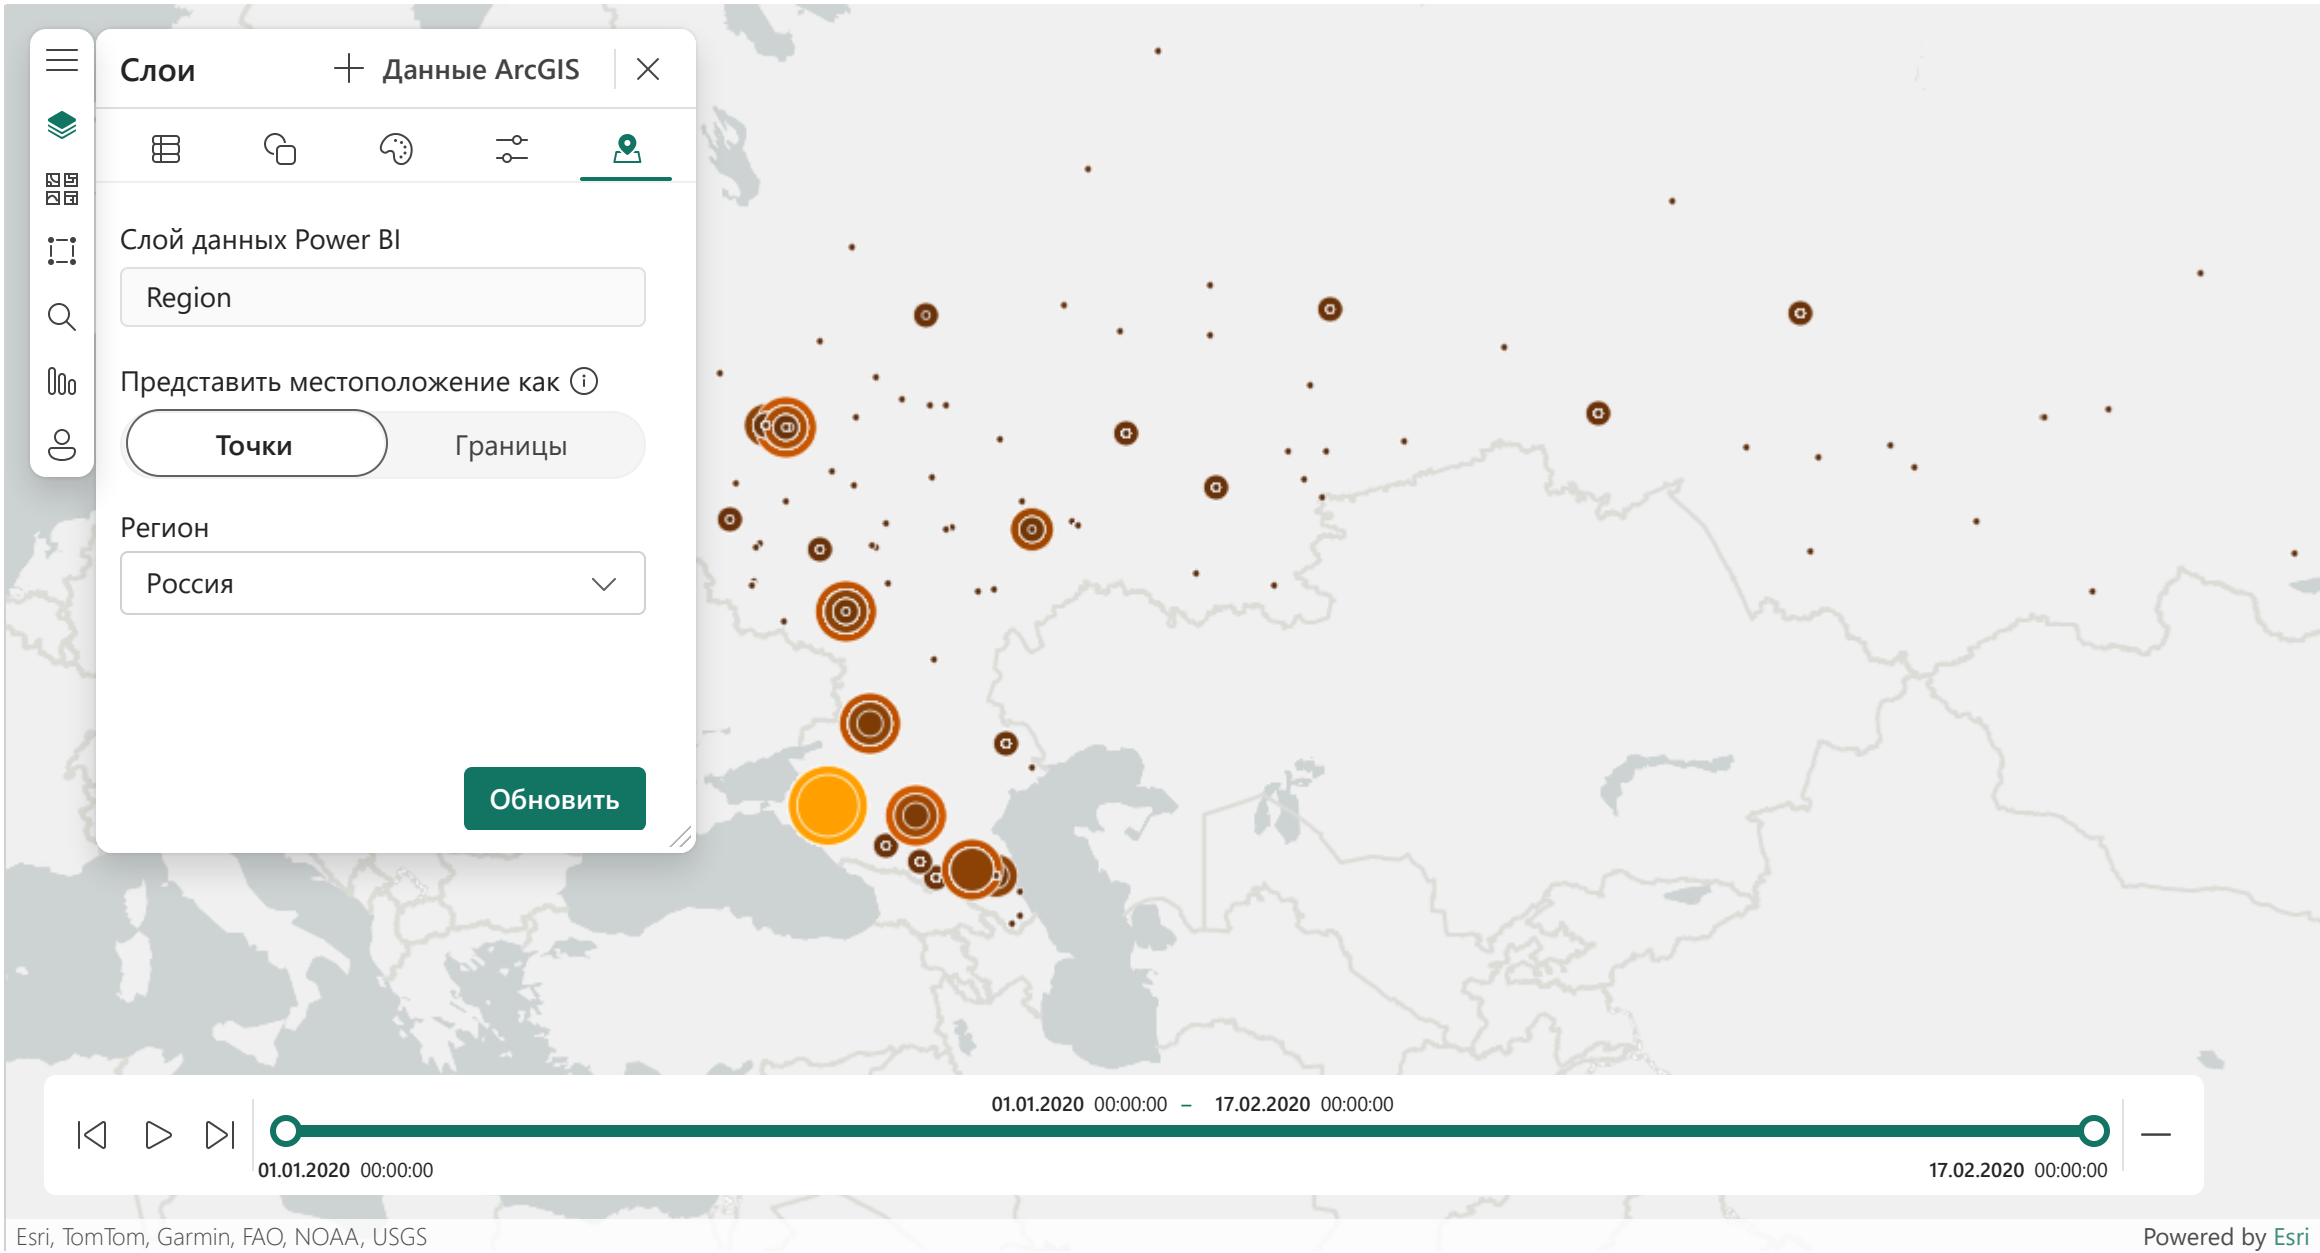 Слои
Данные ArcGIS
Слой данных Power BI
Region
Представить местоположение как
Точки
Границы
Регион
Россия
Обновить
01.01.2020 00:00:00 – 17.02.2020 00:00:00
01.01.2020 00:00:00
17.02.2020 00:00:00
Esri, TomTom, Garmin, FAO, NOAA, USGS
Powered by Esri